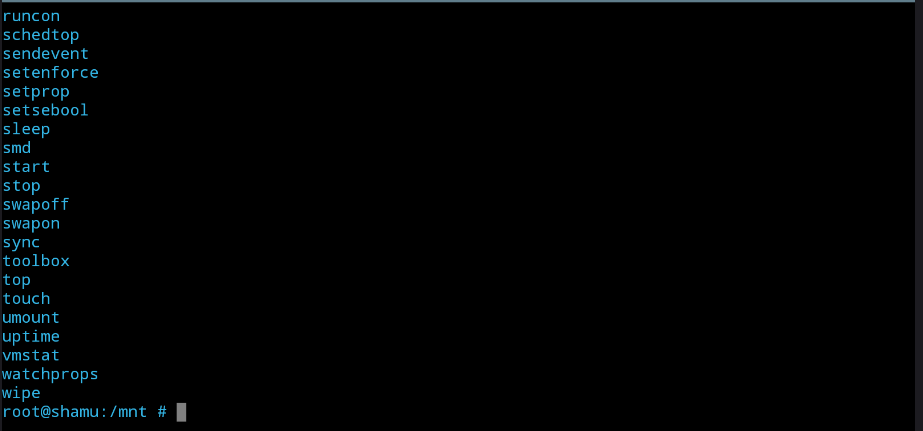 runcon
schedtop
sendevent
setenforce
setprop
setsebool
sleep
smd
start
stop
swapoff
swapon
sync
toolbox
top
touch
umount
uptime
vmstat
watchprops
wipe
root@shamu:/mnt #